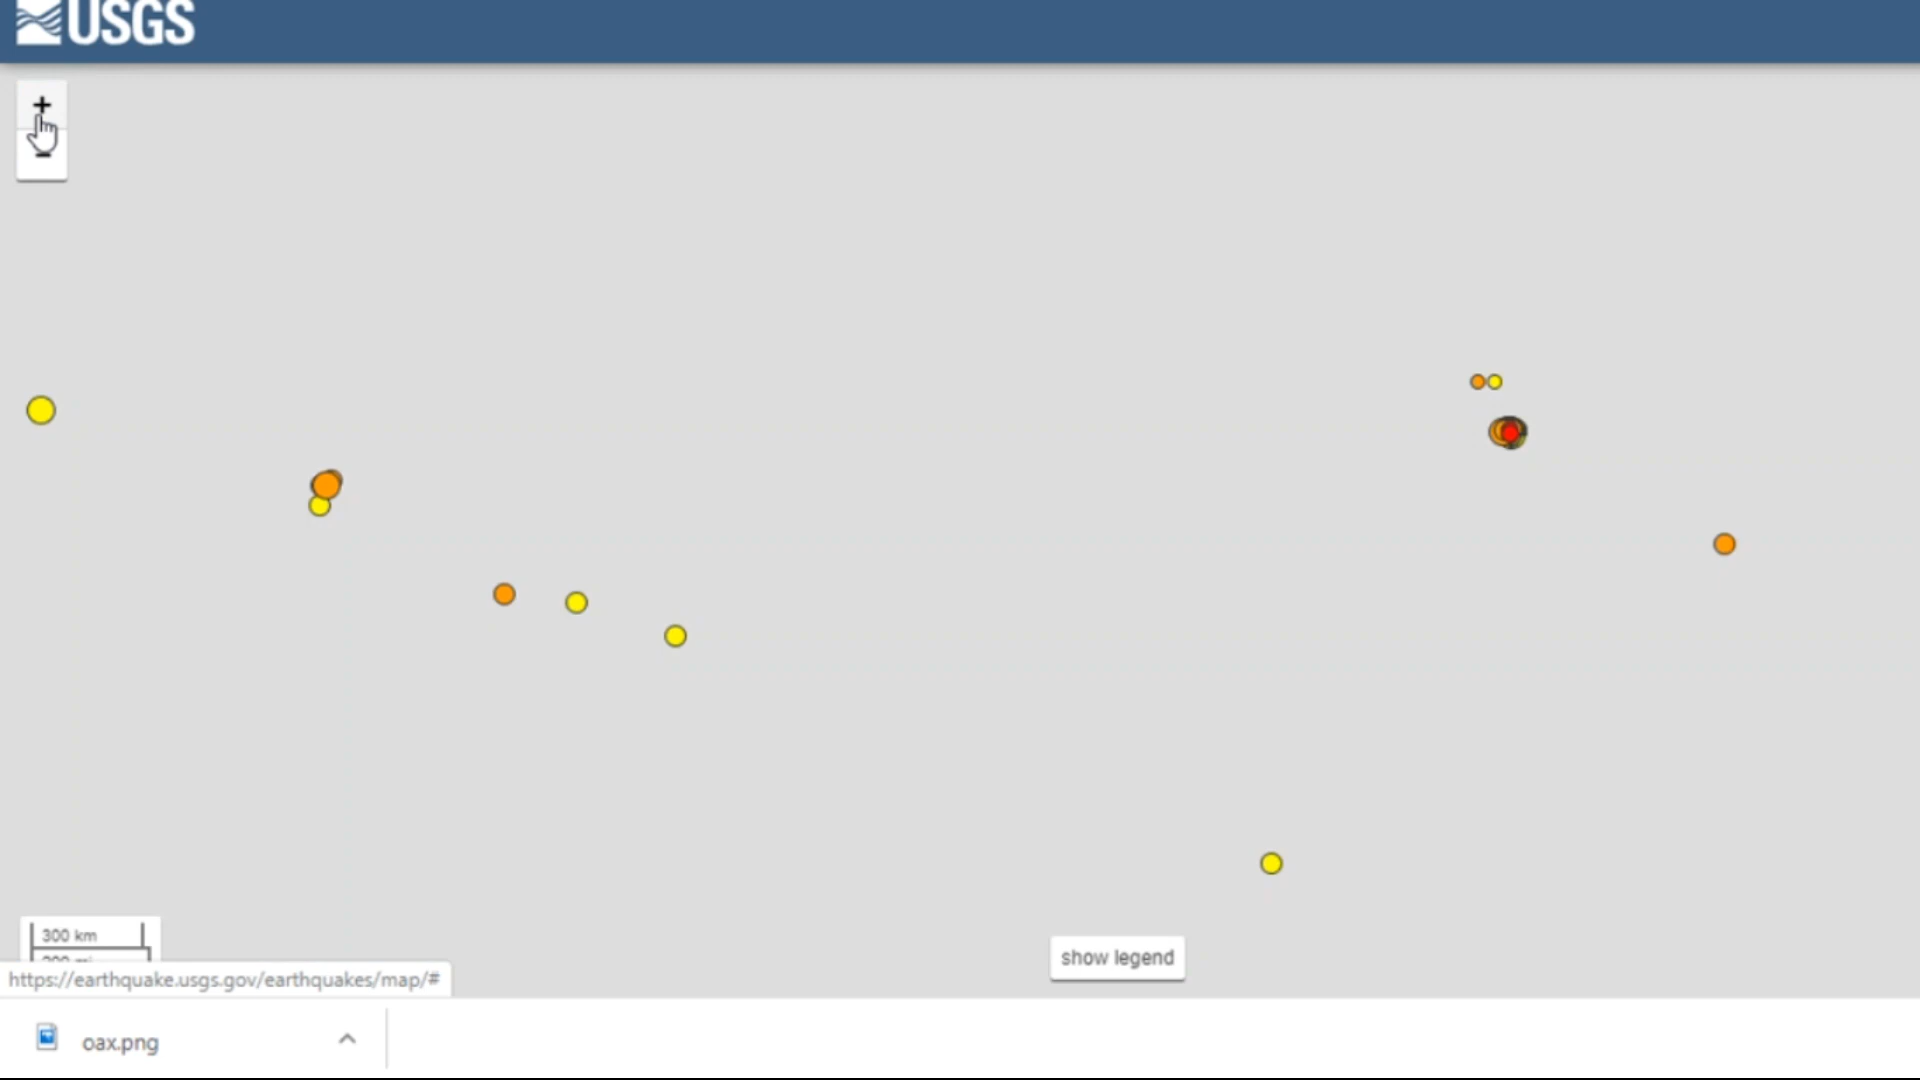 USGS
+
-
300 km
show legend
https://earthquake.usgs.gov/earthquakes/map/#
oax.png